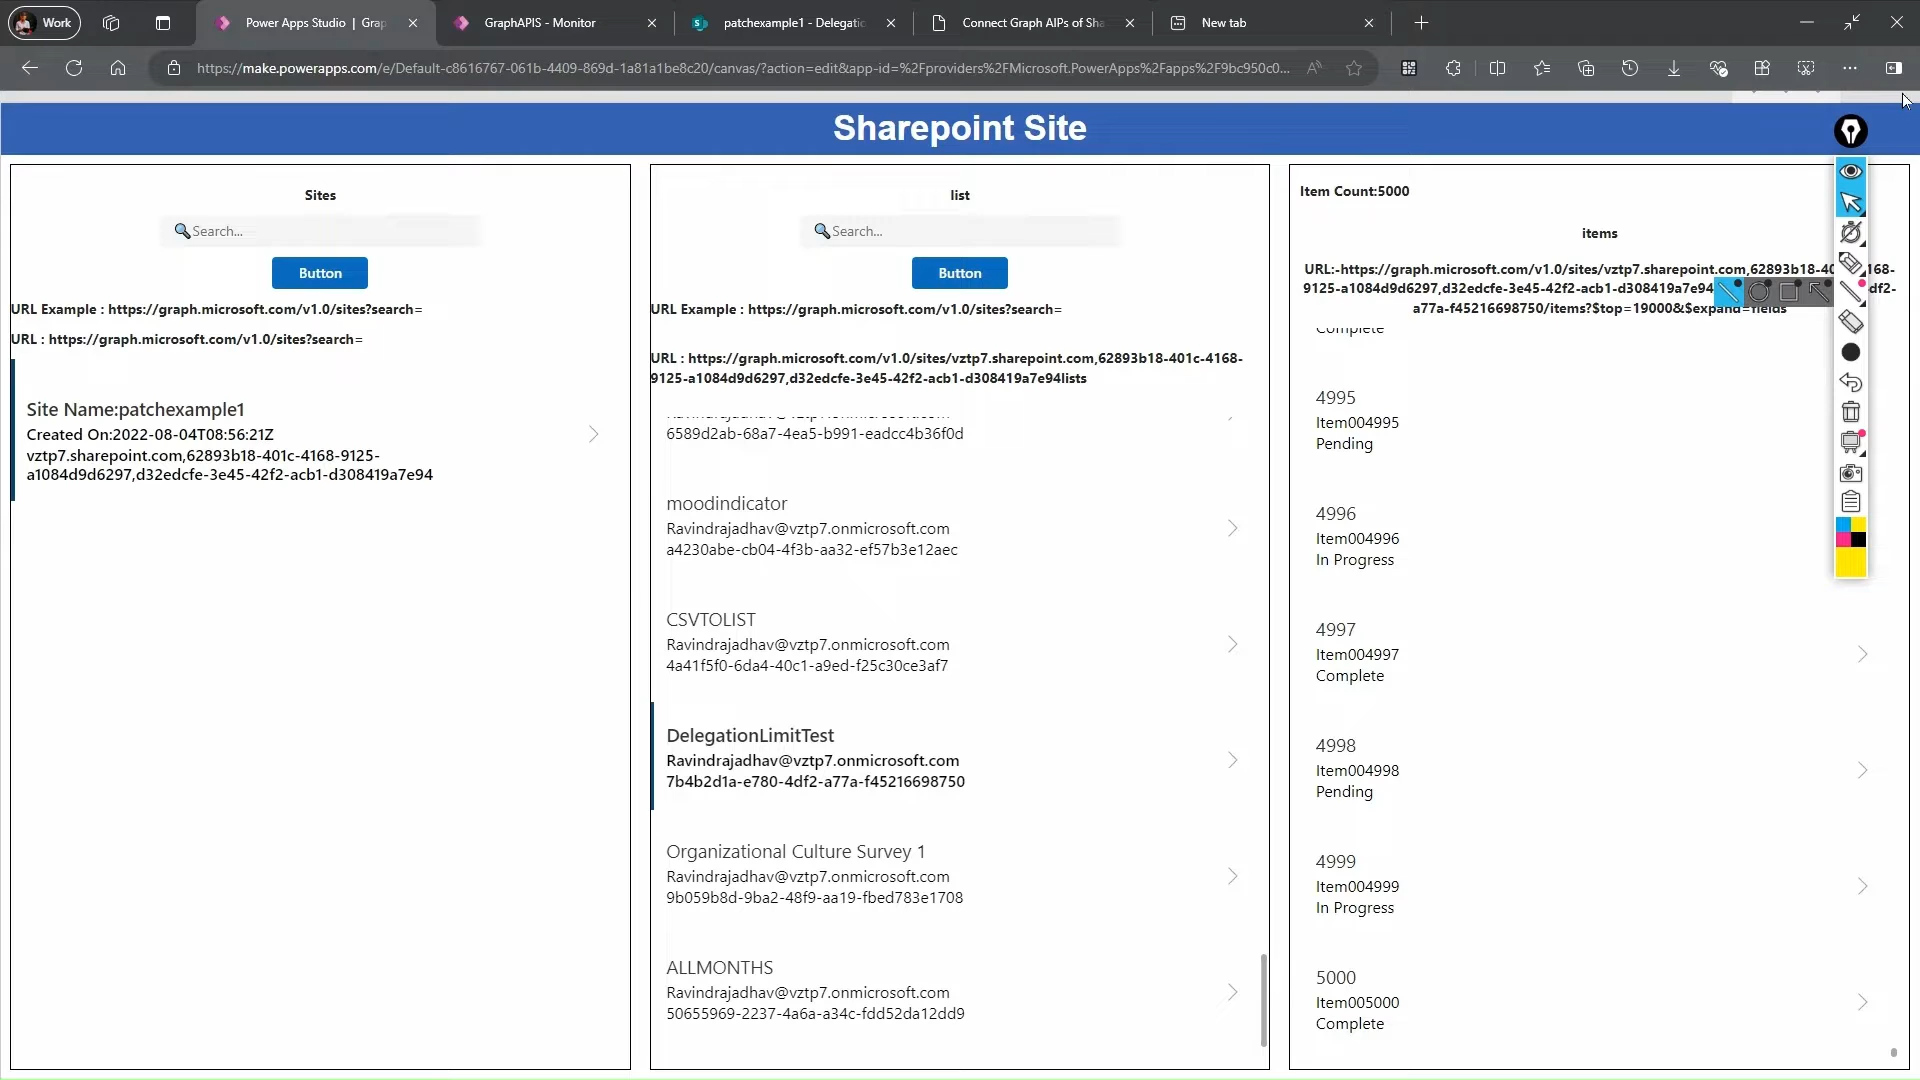 Work
Power Apps Studio | Grap
GraphAPIS - Monitor
patchexample1 - Delegatio
Connect Graph AIPs of Sha
New tab
https://make.powerapps.com/e/Default-c8616767-061b-4409-869d-1a81a1be8c20/canvas/?action=edit&app-id=%2Fproviders%2FMicrosoft.PowerApps%2Fapps%2F9bc950c0...
Sharepoint Site
Sites
Search...
Button
URL Example : https://graph.microsoft.com/v1.0/sites?search=
URL : https://graph.microsoft.com/v1.0/sites?search=
Site Name:patchexample1
Created On:2022-08-04T08:56:21Z
vztp7.sharepoint.com,62893b18-401c-4168-9125-
a1084d9d6297,d32edcfe-3e45-42f2-acb1-d308419a7e94
list
Search...
Button
URL Example : https://graph.microsoft.com/v1.0/sites?search=
URL : https://graph.microsoft.com/v1.0/sites/vztp7.sharepoint.com,62893b18-401c-4168-
9125-a1084d9d6297,d32edcfe-3e45-42f2-acb1-d308419a7e94lists
6589d2ab-68a7-4ea5-b991-eadcc4b36f0d
moodindicator
Ravindrajadhav@vztp7.onmicrosoft.com
a4230abe-cb04-4f3b-aa32-ef57b3e12aec
CSVTOLIST
Ravindrajadhav@vztp7.onmicrosoft.com
4a41f5f0-6da4-40c1-a9ed-f25c30ce3af7
DelegationLimitTest
Ravindrajadhav@vztp7.onmicrosoft.com
7b4b2d1a-e780-4df2-a77a-f45216698750
Organizational Culture Survey 1
Ravindrajadhav@vztp7.onmicrosoft.com
9b059b8d-9ba2-48f9-aa19-fbed783e1708
ALLMONTHS
Ravindrajadhav@vztp7.onmicrosoft.com
50655969-2237-4a6a-a34c-fdd52da12dd9
Item Count:5000
items
URL:-https://graph.microsoft.com/v1.0/sites/vztp7.sharepoint.com,62893b18-40 168-
9125-a1084d9d6297,d32edcfe-3e45-42f2-acb1-d308419a7e94 df2-
a77a-f45216698750/items?$top=19000&$expand=fields
Complete
4995
Item004995
Pending
4996
Item004996
In Progress
4997
Item004997
Complete
4998
Item004998
Pending
4999
Item004999
In Progress
5000
Item005000
Complete